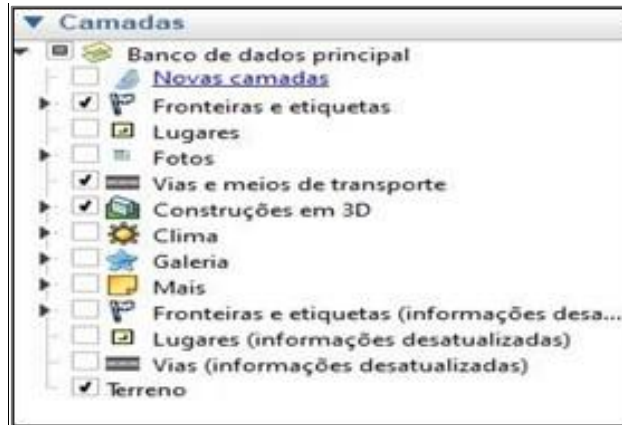 Camadas
Banco de dados principal
Novas camadas
Fronteiras e etiquetas
Lugares
Fotos
Vias e meios de transporte
Construções em 3D
Clima
Galeria
Mais
Fronteiras e etiquetas (informações desa...
Lugares (informações desatualizadas)
Vias (informações desatualizadas)
Terreno